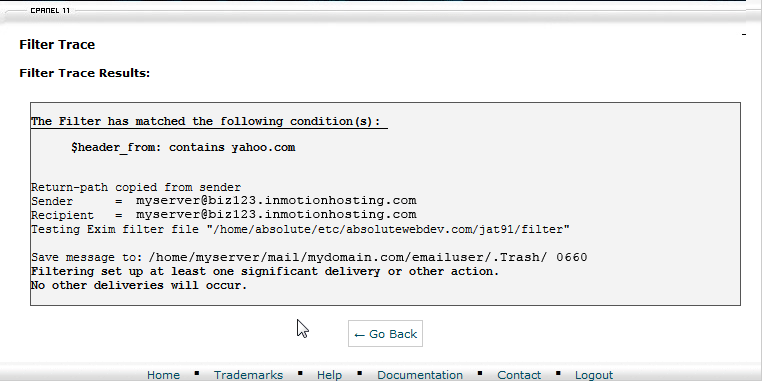 CPANEL 11
Filter Trace
Filter Trace Results:
The Filter has matched the following condition(s):
$header_from: contains yahoo.com
Return-path copied from sender
Sender = myserver@biz123.inmotionhosting.com
Recipient = myserver@biz123.inmotionhosting.com
Testing Exim filter file "/home/absolute/etc/absolutewebdev.com/jat91/filter"
Save message to: /home/myserver/mail/mydomain.com/emailuser/.Trash/ 0660
Filtering set up at least one significant delivery or other action.
No other deliveries will occur.
← Go Back
Home ▪ Trademarks ▪ Help ▪ Documentation ▪ Contact ▪ Logout